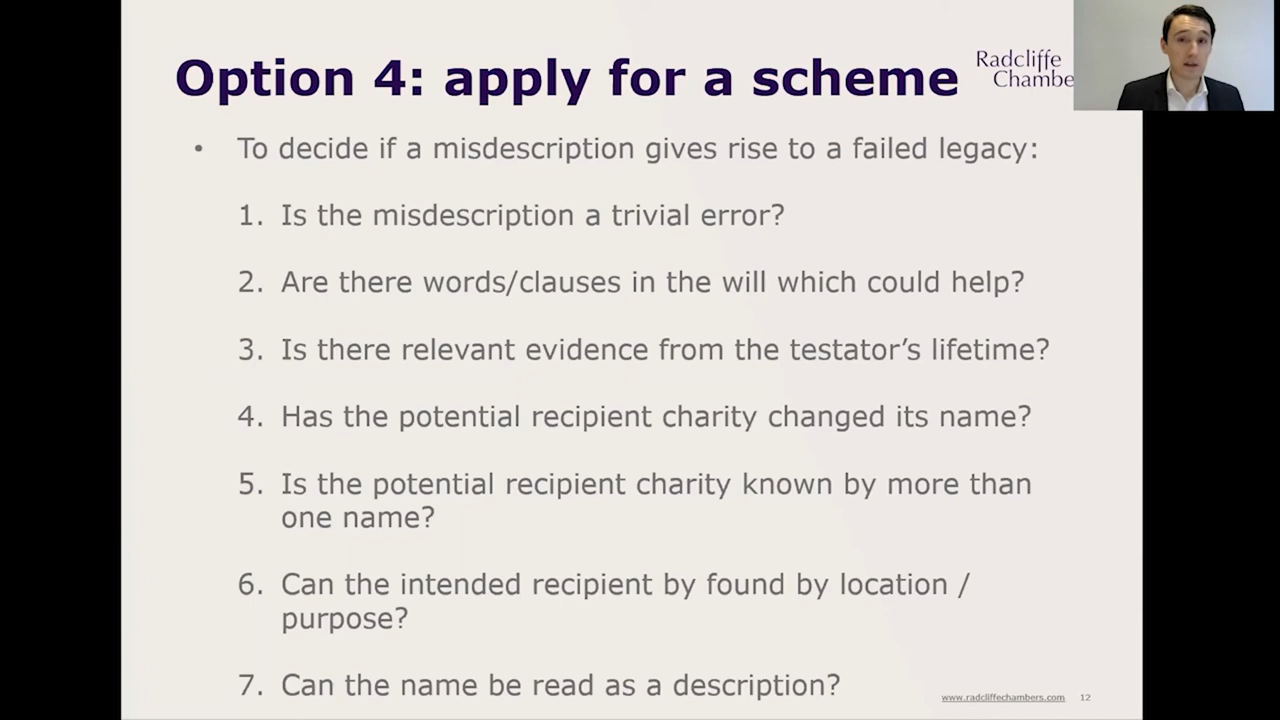 Option 4: apply for a scheme
Radcliffe
Chambe
• To decide if a misdescription gives rise to a failed legacy:
1. Is the misdescription a trivial error?
2. Are there words/clauses in the will which could help?
3. Is there relevant evidence from the testator’s lifetime?
4. Has the potential recipient charity changed its name?
5. Is the potential recipient charity known by more than
one name?
6. Can the intended recipient by found by location /
purpose?
7. Can the name be read as a description?
www.radcliffechambers.com 12